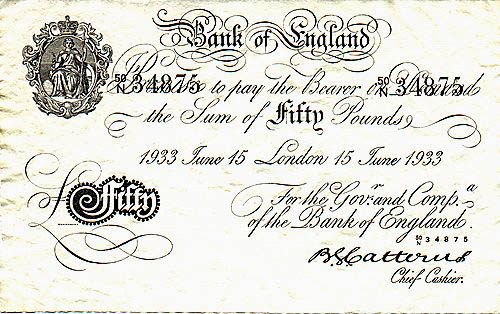 Bank of England
50/N 34875 50/N 34875
I Promise to pay the Bearer on Demand
the Sum of Fifty Pounds
1933 June 15 London 15 June 1933
For the Govr. and Compa.
£ Fifty
of the Bank of England.
50/N 34875
B G Catterns
Chief Cashier.